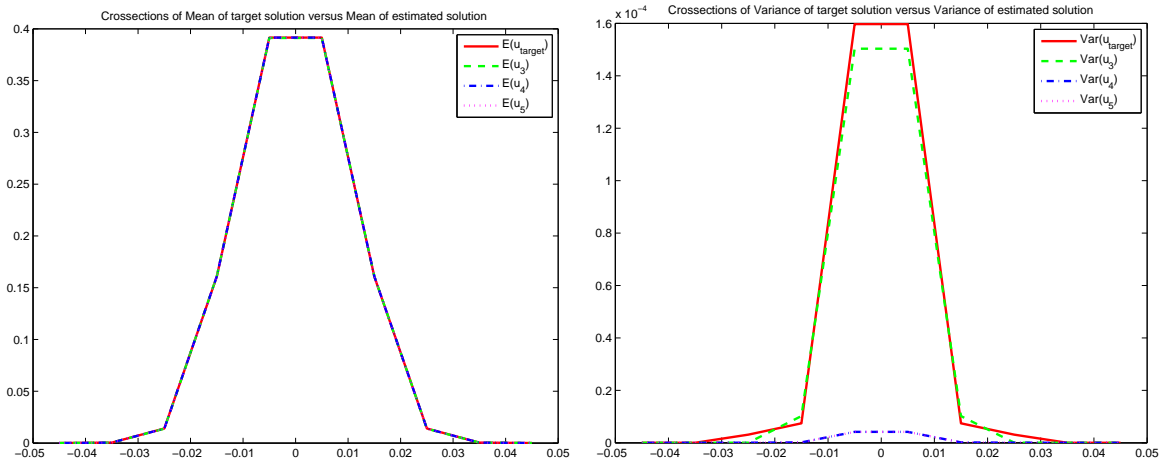 Crossections of Mean of target solution versus Mean of estimated solution
0.4
0.35
0.3
0.25
0.2
0.15
0.1
0.05
0
−0.05 −0.04 −0.03 −0.02 −0.01 0 0.01 0.02 0.03 0.04 0.05
E(u_target)
E(u_3)
E(u_4)
E(u_5)
Crossections of Variance of target solution versus Variance of estimated solution
x 10^−4
1.6
1.4
1.2
1
0.8
0.6
0.4
0.2
0
−0.05 −0.04 −0.03 −0.02 −0.01 0 0.01 0.02 0.03 0.04 0.05
Var(u_target)
Var(u_3)
Var(u_4)
Var(u_5)